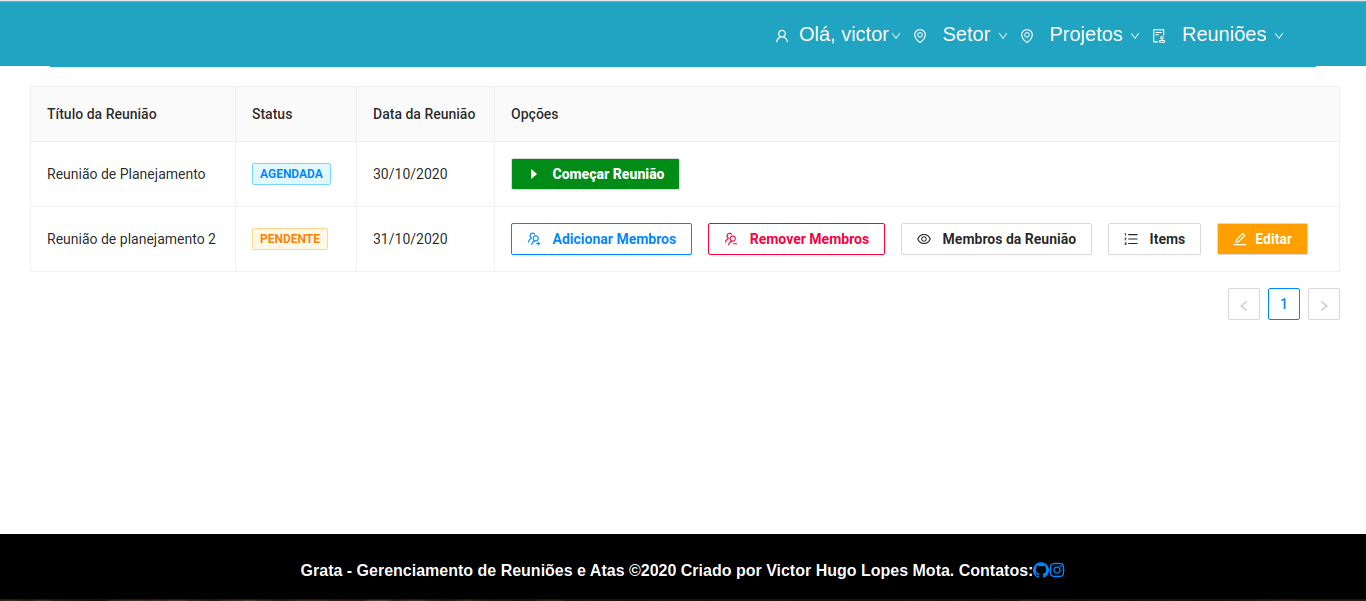 Olá, victor Setor Projetos Reuniões
Título da Reunião Status Data da Reunião Opções
Reunião de Planejamento AGENDADA 30/10/2020 Começar Reunião
Reunião de planejamento 2 PENDENTE 31/10/2020 Adicionar Membros Remover Membros Membros da Reunião Items Editar
< 1 >
Grata - Gerenciamento de Reuniões e Atas ©2020 Criado por Victor Hugo Lopes Mota. Contatos: